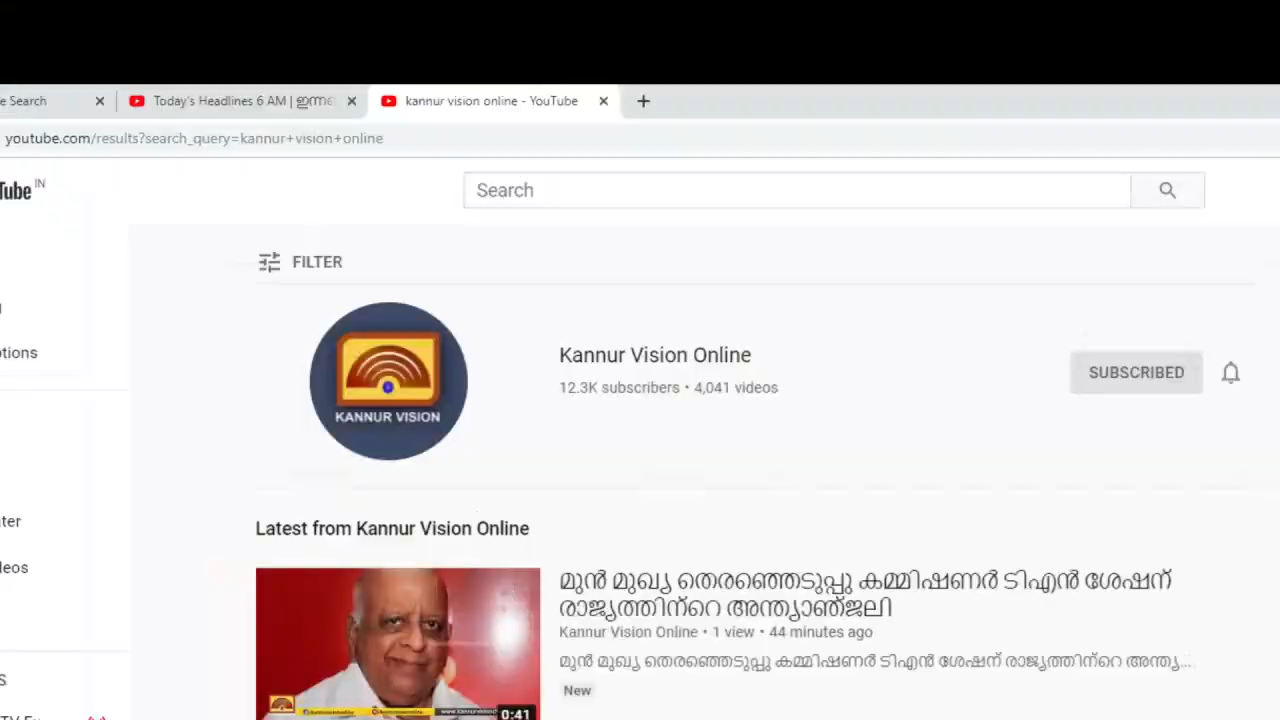 e Search
Today's Headlines 6 AM | ഇന്നത
kannur vision online - YouTube
youtube.com/results?search_query=kannur+vision+online
Tube IN
Search
FILTER
KANNUR VISION
Kannur Vision Online
12.3K subscribers • 4,041 videos
SUBSCRIBED
ptions
Latest from Kannur Vision Online
ter
leos
മുൻ മുഖ്യ തെരഞ്ഞെടുപ്പു കമ്മിഷണർ ടിഎൻ ശേഷന്
രാജ്യത്തിന്റെ അന്ത്യാഞ്ജലി
Kannur Vision Online • 1 view • 44 minutes ago
മുൻ മുഖ്യ തെരഞ്ഞെടുപ്പു കമ്മിഷണർ ടിഎൻ ശേഷന് രാജ്യത്തിന്റെ അന്ത്യ...
New
S
0:41